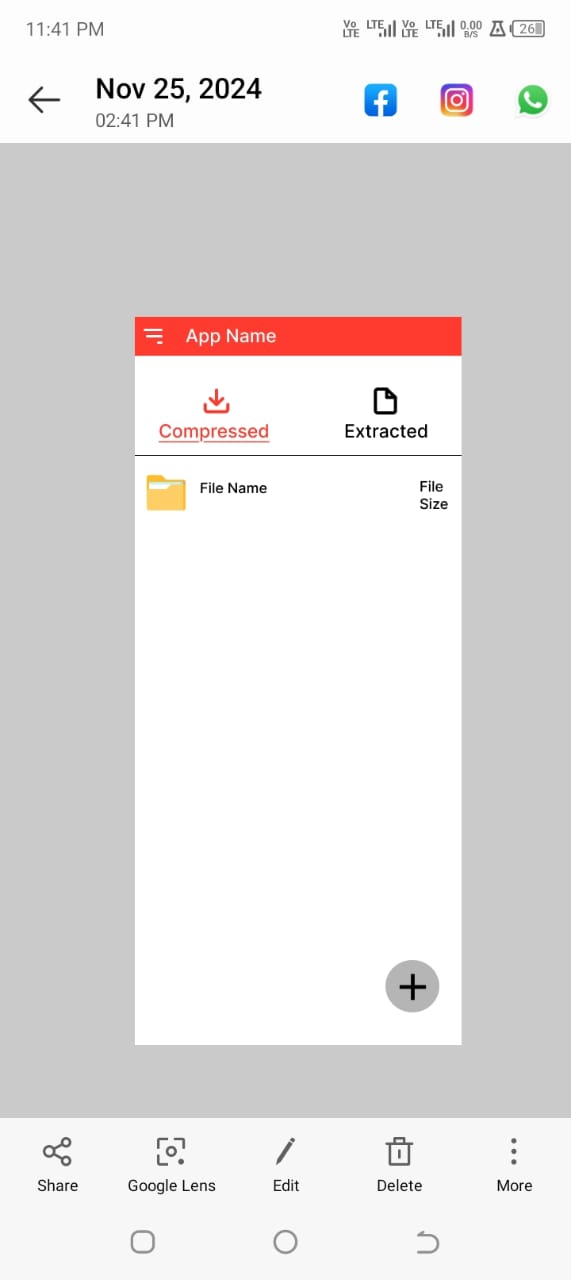 11:41 PM
Vo LTE LTE Vo LTE LTE 0.00 B/S 26
Nov 25, 2024
02:41 PM
App Name
Compressed
Extracted
File Name
File
Size
Share
Google Lens
Edit
Delete
More